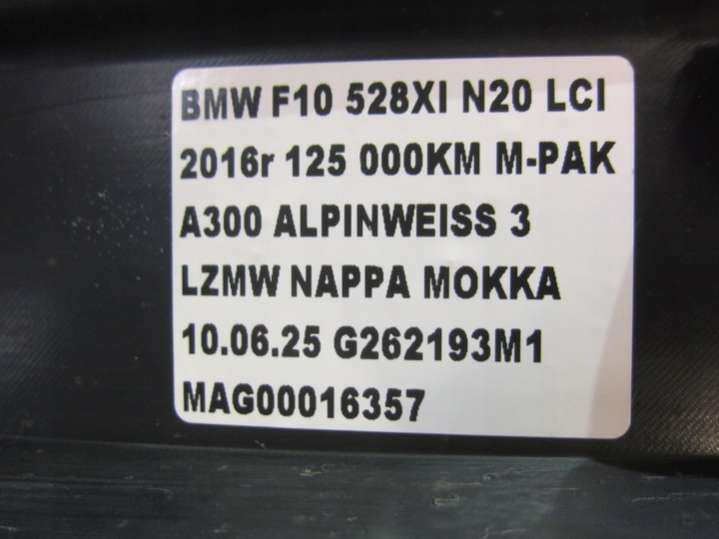 BMW F10 528XI N20 LCI
2016r 125 000KM M-PAK
A300 ALPINWEISS 3
LZMW NAPPA MOKKA
10.06.25 G262193M1
MAG00016357